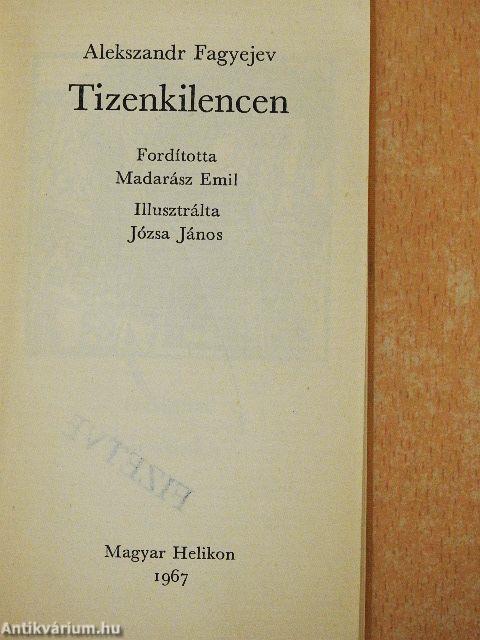 Alekszandr Fagyejev
Tizenkilencen
Fordította
Madarász Emil
Illusztrálta
Józsa János
FIZETVE
Magyar Helikon
1967
Antikvárium.hu